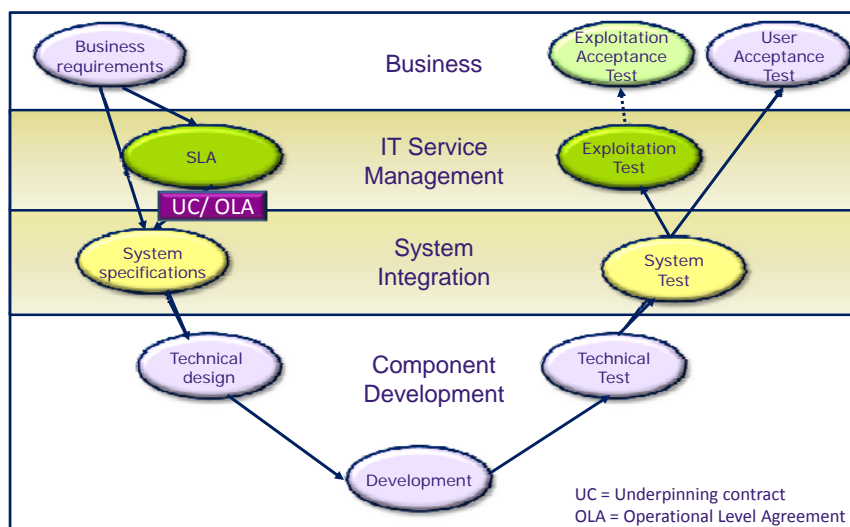 Business
requirements
Business
Exploitation
Acceptance
Test
User
Acceptance
Test
SLA
IT Service
Management
Exploitation
Test
UC/ OLA
System
specifications
System
Integration
System
Test
Technical
design
Component
Development
Technical
Test
Development
UC = Underpinning contract
OLA = Operational Level Agreement